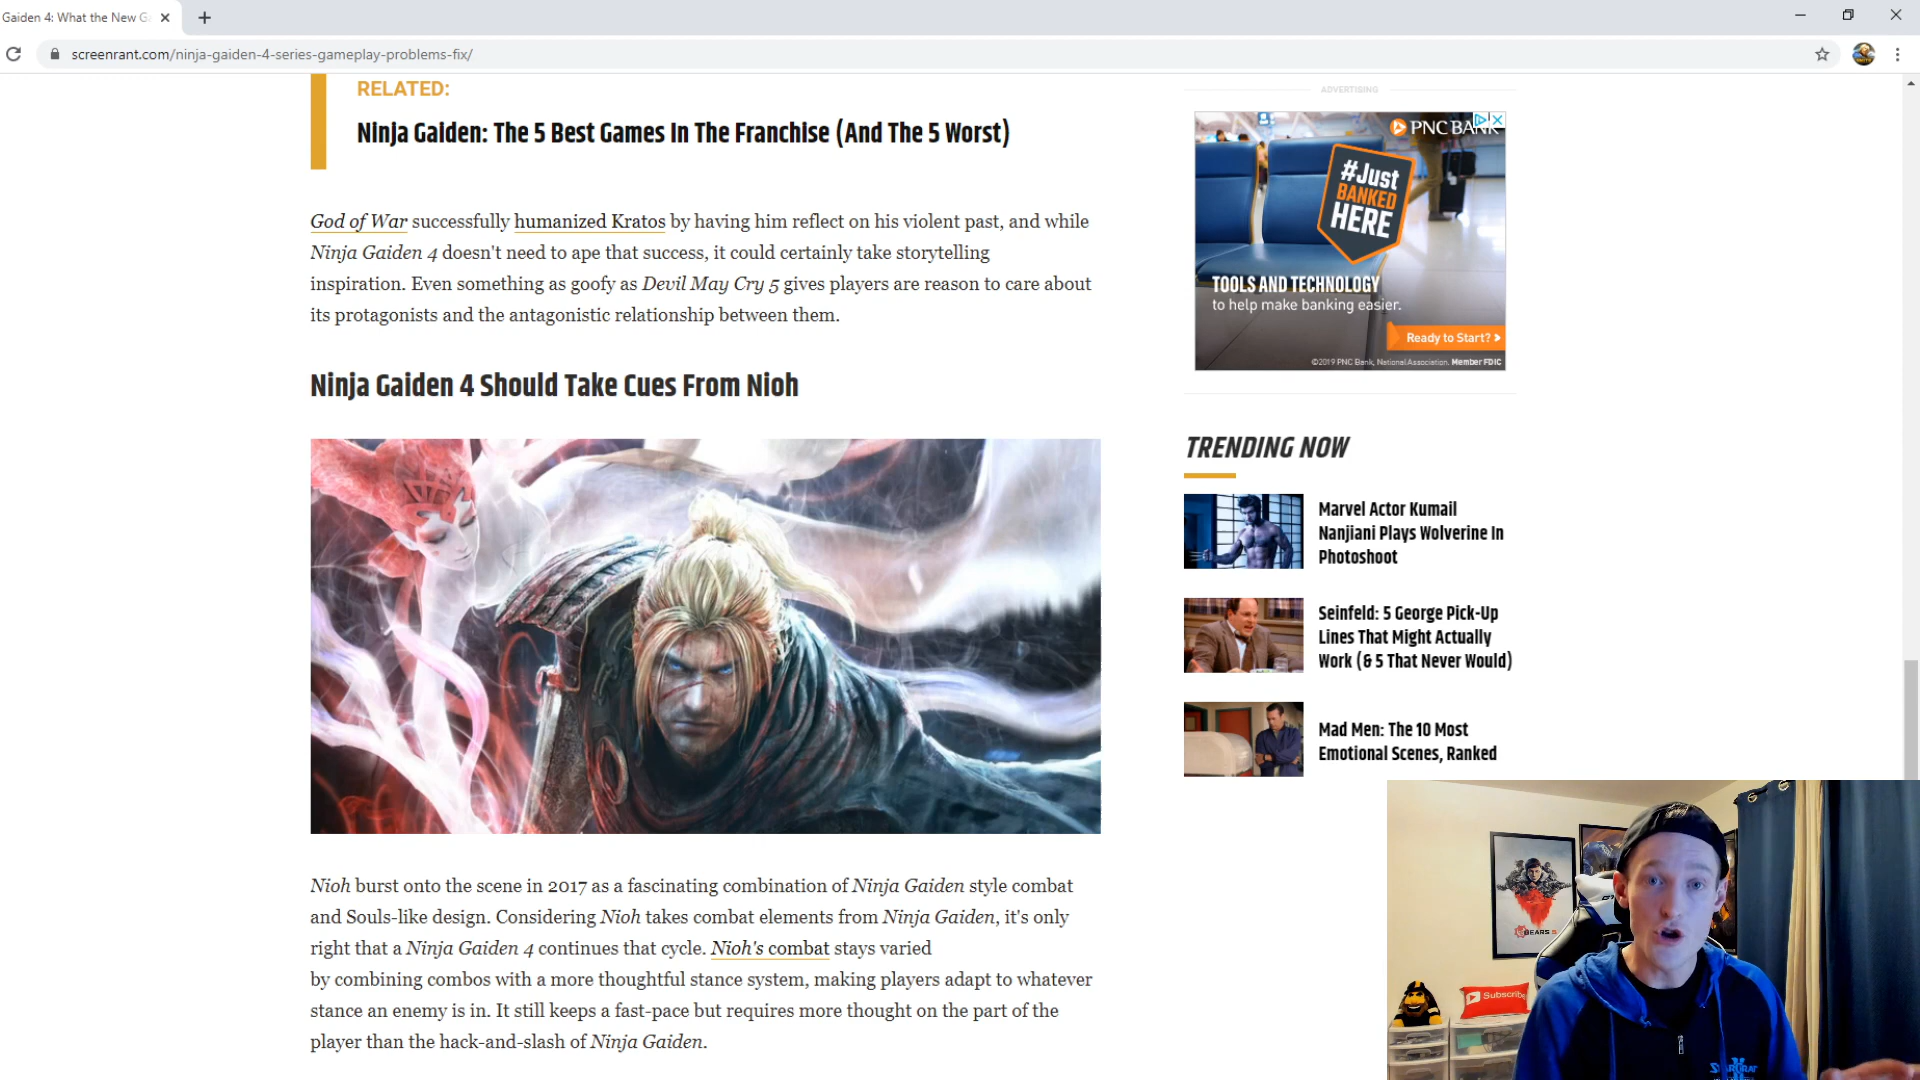 Gaiden 4: What the New G
screenrant.com/ninja-gaiden-4-series-gameplay-problems-fix/
RELATED:
Ninja Gaiden: The 5 Best Games In The Franchise (And The 5 Worst)
God of War successfully humanized Kratos by having him reflect on his violent past, and while
Ninja Gaiden 4 doesn't need to ape that success, it could certainly take storytelling
inspiration. Even something as goofy as Devil May Cry 5 gives players are reason to care about
its protagonists and the antagonistic relationship between them.
Ninja Gaiden 4 Should Take Cues From Nioh
Nioh burst onto the scene in 2017 as a fascinating combination of Ninja Gaiden style combat
and Souls-like design. Considering Nioh takes combat elements from Ninja Gaiden, it's only
right that a Ninja Gaiden 4 continues that cycle. Nioh's combat stays varied
by combining combos with a more thoughtful stance system, making players adapt to whatever
stance an enemy is in. It still keeps a fast-pace but requires more thought on the part of the
player than the hack-and-slash of Ninja Gaiden.
ADVERTISING
PNC BANK
#Just
BANKED
HERE
TOOLS AND TECHNOLOGY
to help make banking easier.
Ready to Start?
©2019 PNC Bank, National Association. Member FDIC
TRENDING NOW
Marvel Actor Kumail
Nanjiani Plays Wolverine In
Photoshoot
Seinfeld: 5 George Pick-Up
Lines That Might Actually
Work (& 5 That Never Would)
Mad Men: The 10 Most
Emotional Scenes, Ranked
GEARS 5
Subscribe